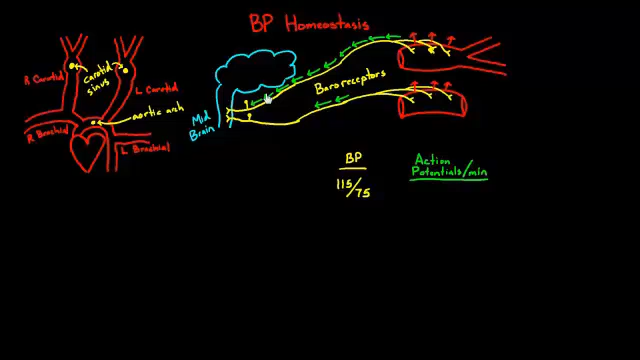 BP Homeostasis
R Carotid
carotid
sinus
L Carotid
aortic arch
R Brachial
L Brachial
Mid
Brain
Baroreceptors
BP
115/75
Action
Potentials/min